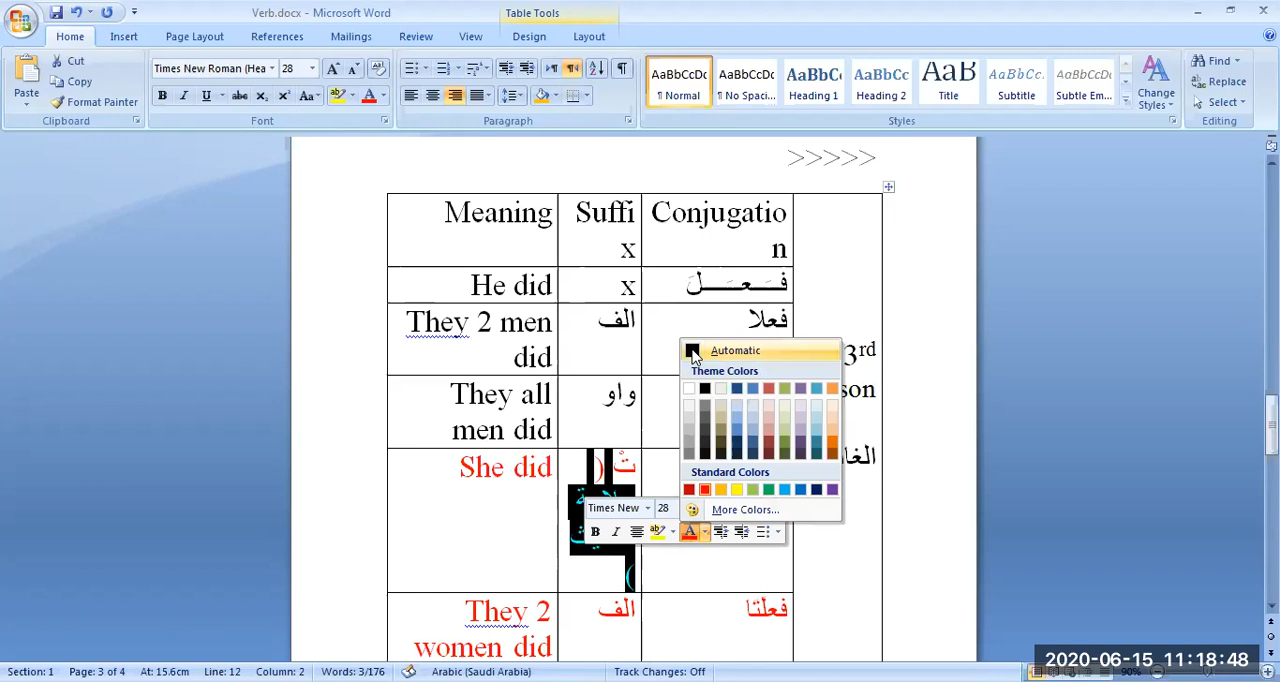 Verb.docx - Microsoft Word
Table Tools
Home Insert Page Layout References Mailings Review View Design Layout
Paste
Cut
Copy
Format Painter
Clipboard
Times New Roman (Hea 28
Font
Paragraph
AaBbCcDc AaBbCcDc AaBbC AaBbCc AaB AaBbCc. AaBbCcDc
¶ Normal ¶ No Spaci... Heading 1 Heading 2 Title Subtitle Subtle Em...
Change
Styles
Styles
Find
Replace
Select
Editing
>>>>>
Meaning Suffi Conjugatio
x n
He did x فَــعَــلَ
They 2 men الف فعلا
did
They all واو
men did
She did تْ (
)
They 2 الف فعلتا
women did
3rd
son
الغا
Automatic
Theme Colors
Standard Colors
More Colors...
Times New 28
Section: 1 Page: 3 of 4 At: 15.6cm Line: 12 Column: 2 Words: 3/176 Arabic (Saudi Arabia) Track Changes: Off 90%
2020-06-15 11:18:48